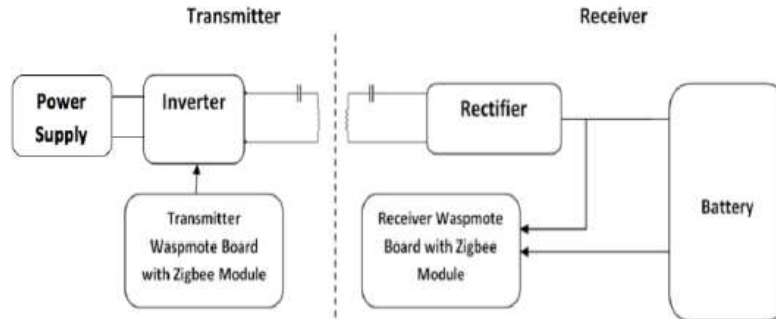 Transmitter
Receiver
Power
Supply
Inverter
Rectifier
Battery
Transmitter
Waspmote Board
with Zigbee Module
Receiver Waspmote
Board with Zigbee
Module